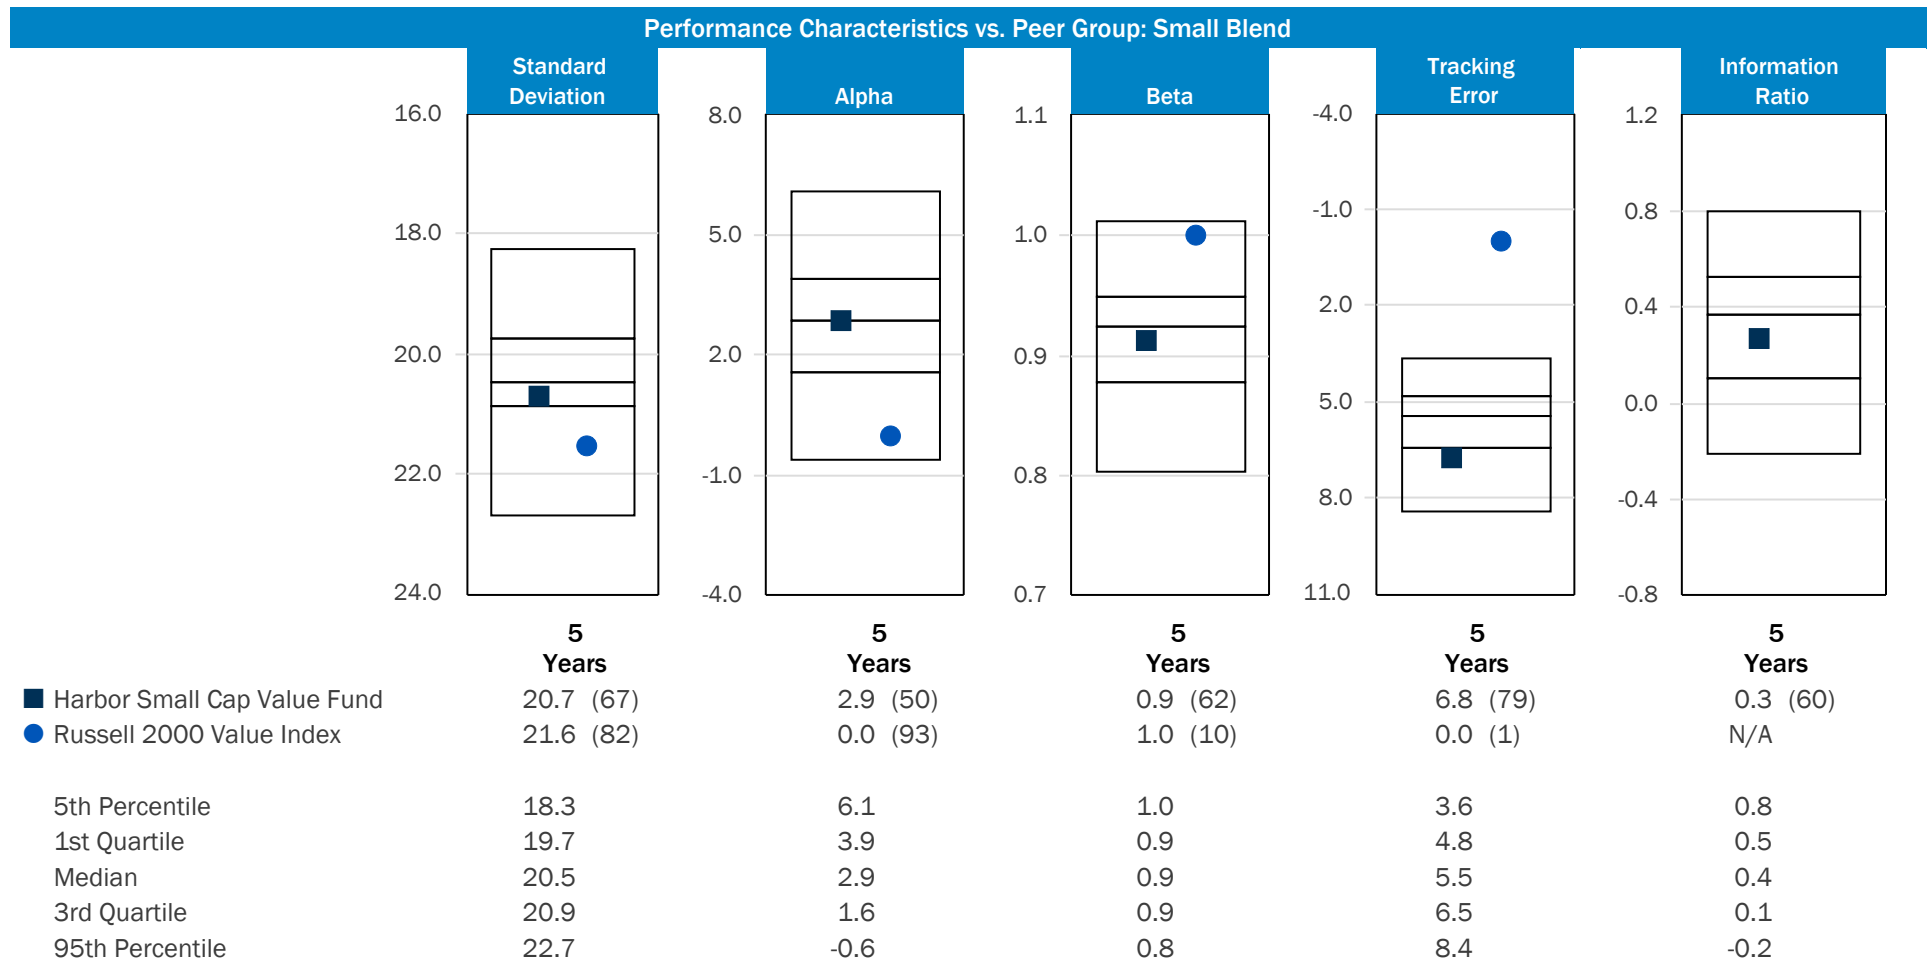 Performance Characteristics vs. Peer Group: Small Blend
Standard Deviation
Alpha
Beta
Tracking Error
Information Ratio
16.0
18.0
20.0
22.0
24.0
8.0
5.0
2.0
-1.0
-4.0
1.1
1.0
0.9
0.8
0.7
-4.0
-1.0
2.0
5.0
8.0
11.0
1.2
0.8
0.4
0.0
-0.4
-0.8
5 5 5 5 5
Years Years Years Years Years
Harbor Small Cap Value Fund 20.7 (67) 2.9 (50) 0.9 (62) 6.8 (79) 0.3 (60)
Russell 2000 Value Index 21.6 (82) 0.0 (93) 1.0 (10) 0.0 (1) N/A
5th Percentile 18.3 6.1 1.0 3.6 0.8
1st Quartile 19.7 3.9 0.9 4.8 0.5
Median 20.5 2.9 0.9 5.5 0.4
3rd Quartile 20.9 1.6 0.9 6.5 0.1
95th Percentile 22.7 -0.6 0.8 8.4 -0.2